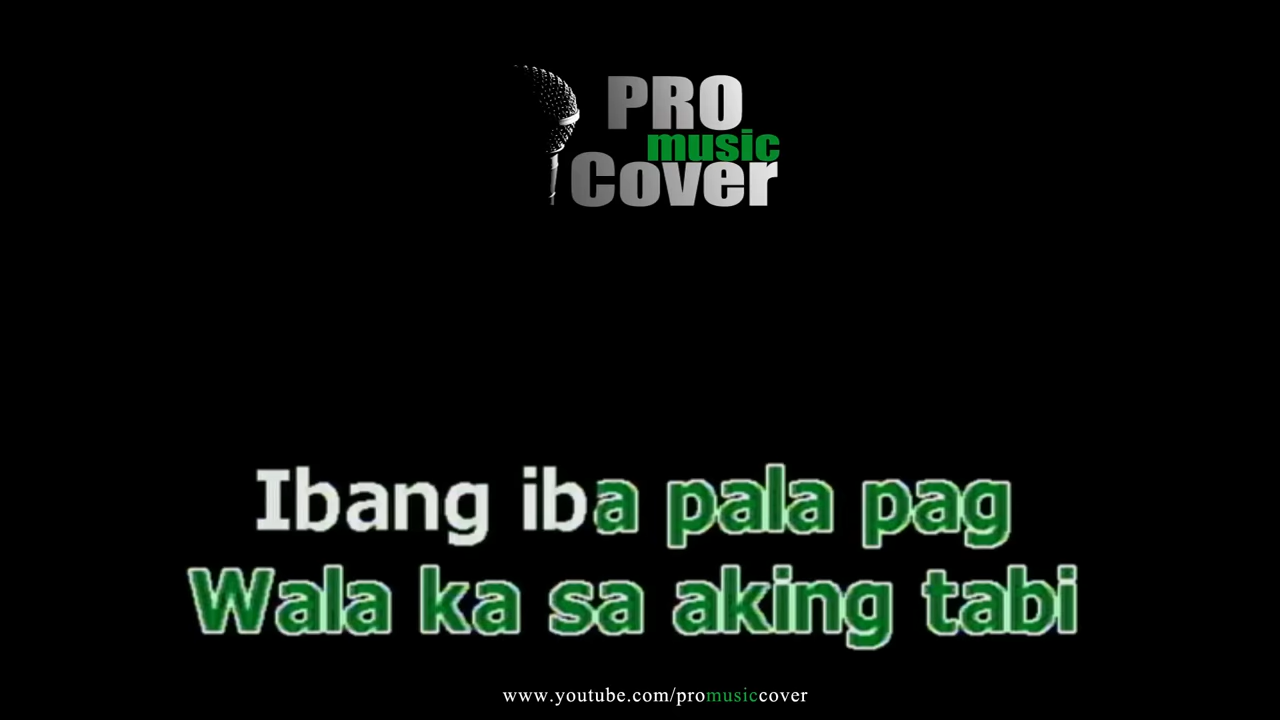 PRO
music
Cover
Ibang iba pala pag
Wala ka sa aking tabi
www.youtube.com/promusiccover